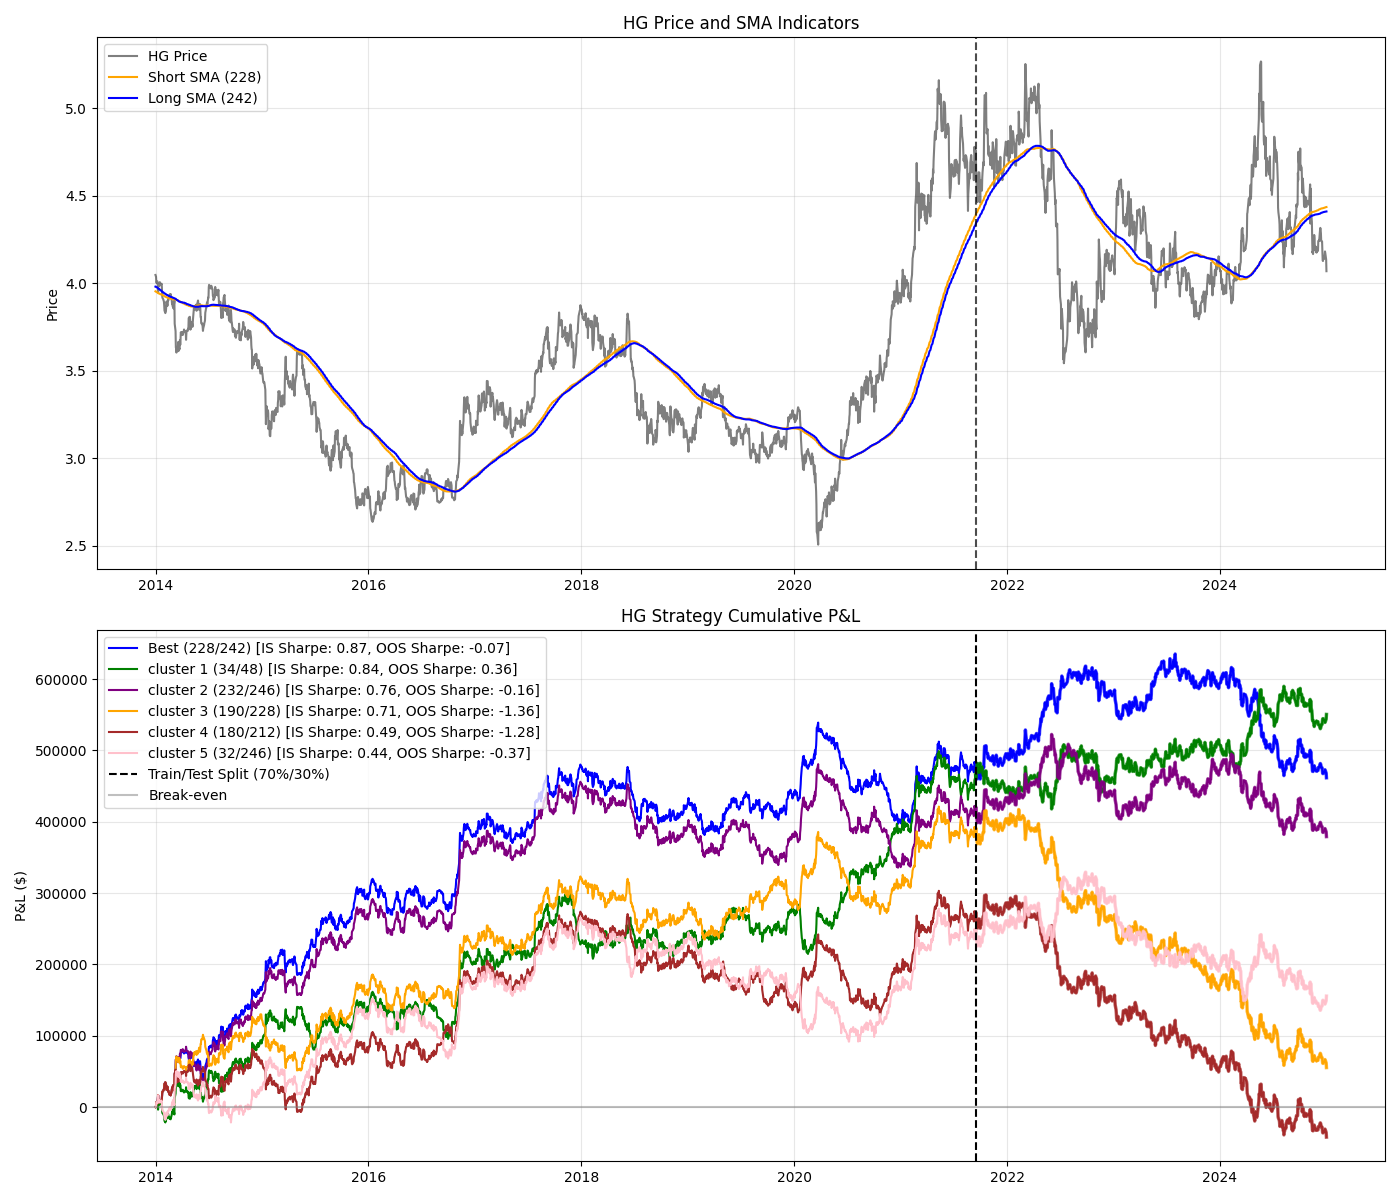 HG Price and SMA Indicators
HG Price
Short SMA (228)
Long SMA (242)
Price
5.0
4.5
4.0
3.5
3.0
2.5
2014
2016
2018
2020
2022
2024
HG Strategy Cumulative P&L
Best (228/242) [IS Sharpe: 0.87, OOS Sharpe: -0.07]
cluster 1 (34/48) [IS Sharpe: 0.84, OOS Sharpe: 0.36]
cluster 2 (232/246) [IS Sharpe: 0.76, OOS Sharpe: -0.16]
cluster 3 (190/228) [IS Sharpe: 0.71, OOS Sharpe: -1.36]
cluster 4 (180/212) [IS Sharpe: 0.49, OOS Sharpe: -1.28]
cluster 5 (32/246) [IS Sharpe: 0.44, OOS Sharpe: -0.37]
Train/Test Split (70%/30%)
Break-even
P&L ($)
600000
500000
400000
300000
200000
100000
0
2014
2016
2018
2020
2022
2024